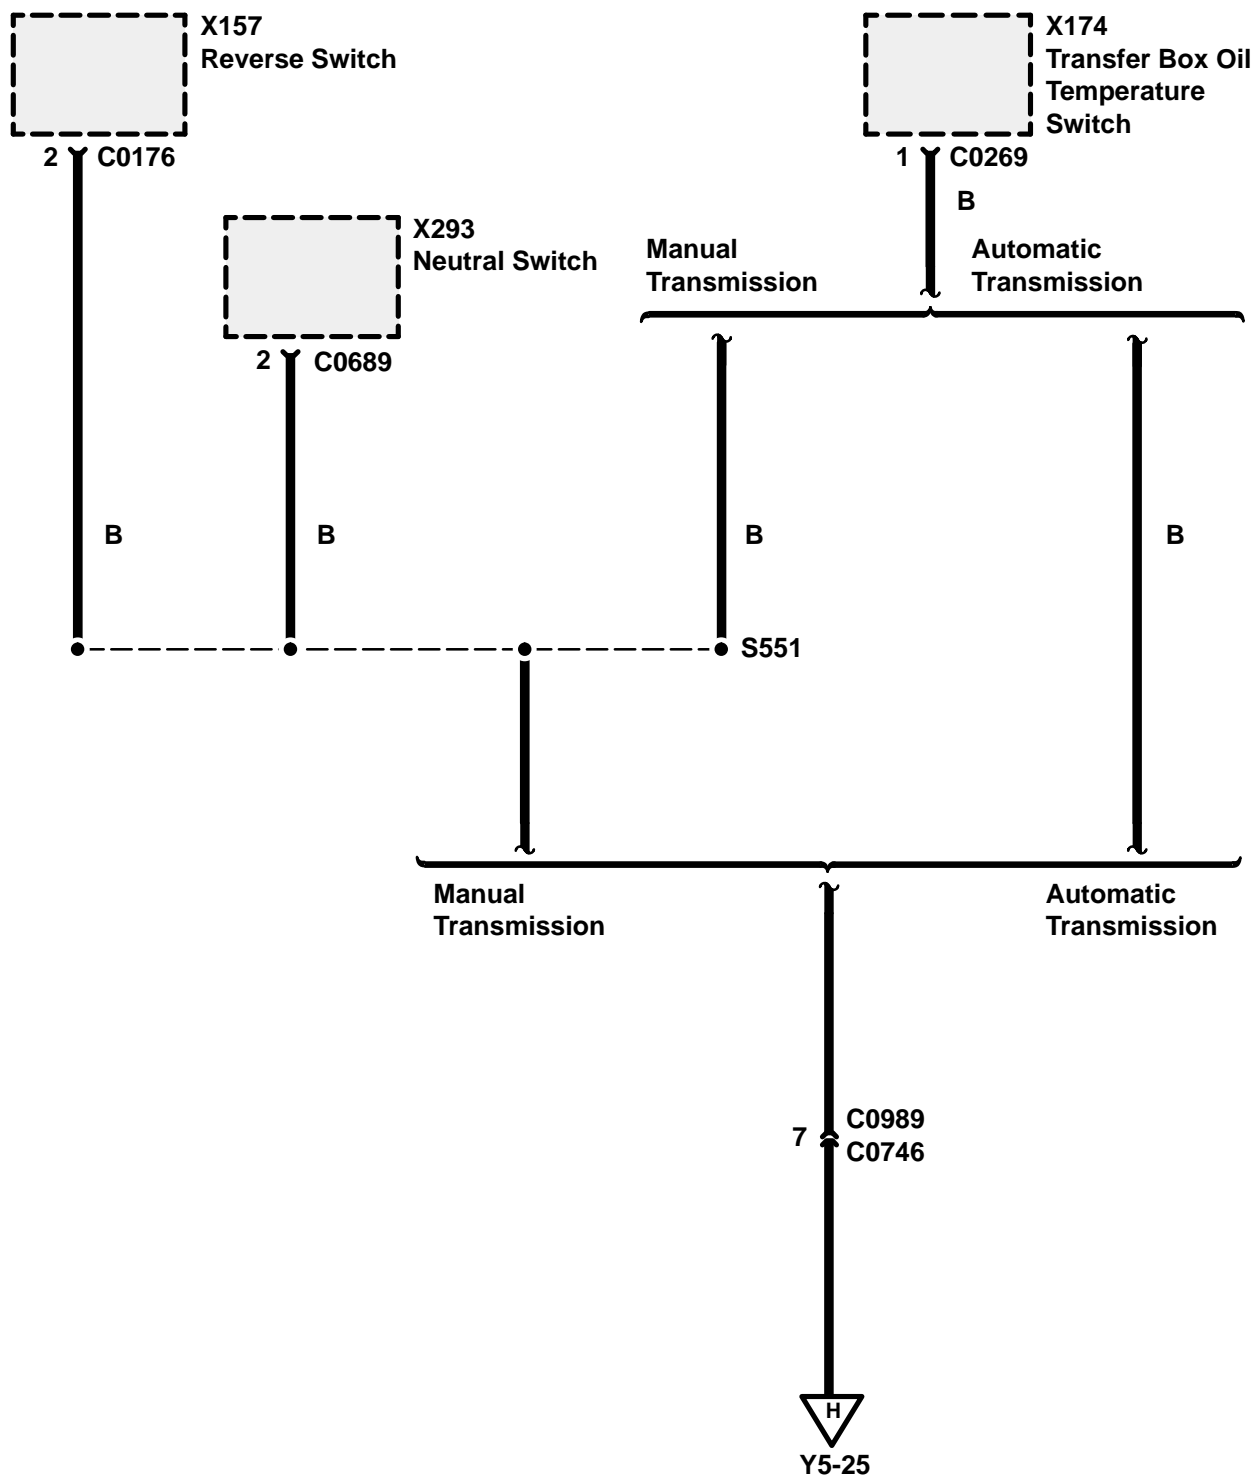 X157
Reverse Switch
2 C0176
X174
Transfer Box Oil
Temperature
Switch
1 C0269
B
X293
Neutral Switch
2 C0689
Manual
Transmission
Automatic
Transmission
B
B
B
B
S551
Manual
Transmission
Automatic
Transmission
7
C0989
C0746
H
Y5-25